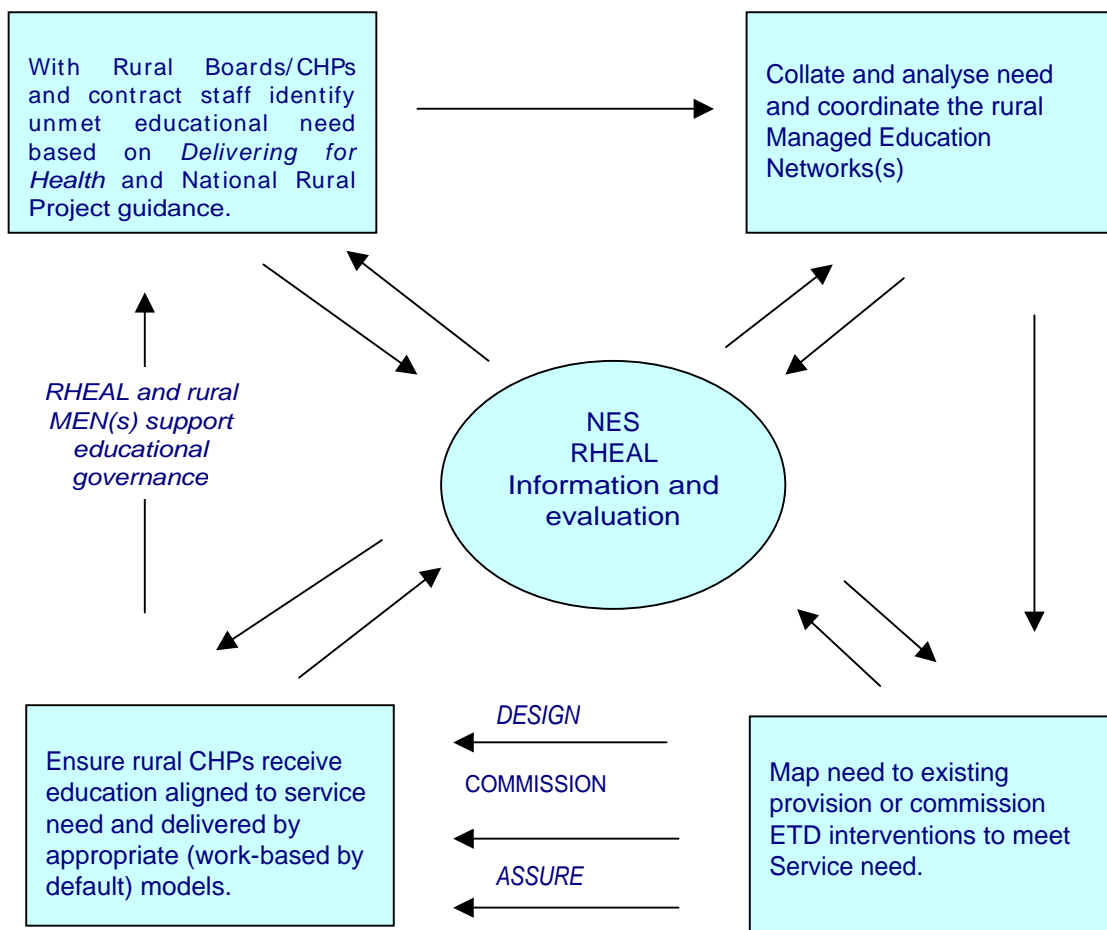 With Rural Boards/CHPs
and contract staff identify
unmet educational need
based on Delivering for
Health and National Rural
Project guidance.
Collate and analyse need
and coordinate the rural
Managed Education
Networks(s)
RHEAL and rural
MEN(s) support
educational
governance
NES
RHEAL
Information and
evaluation
Ensure rural CHPs receive
education aligned to service
need and delivered by
appropriate (work-based by
default) models.
DESIGN
COMMISSION
ASSURE
Map need to existing
provision or commission
ETD interventions to meet
Service need.